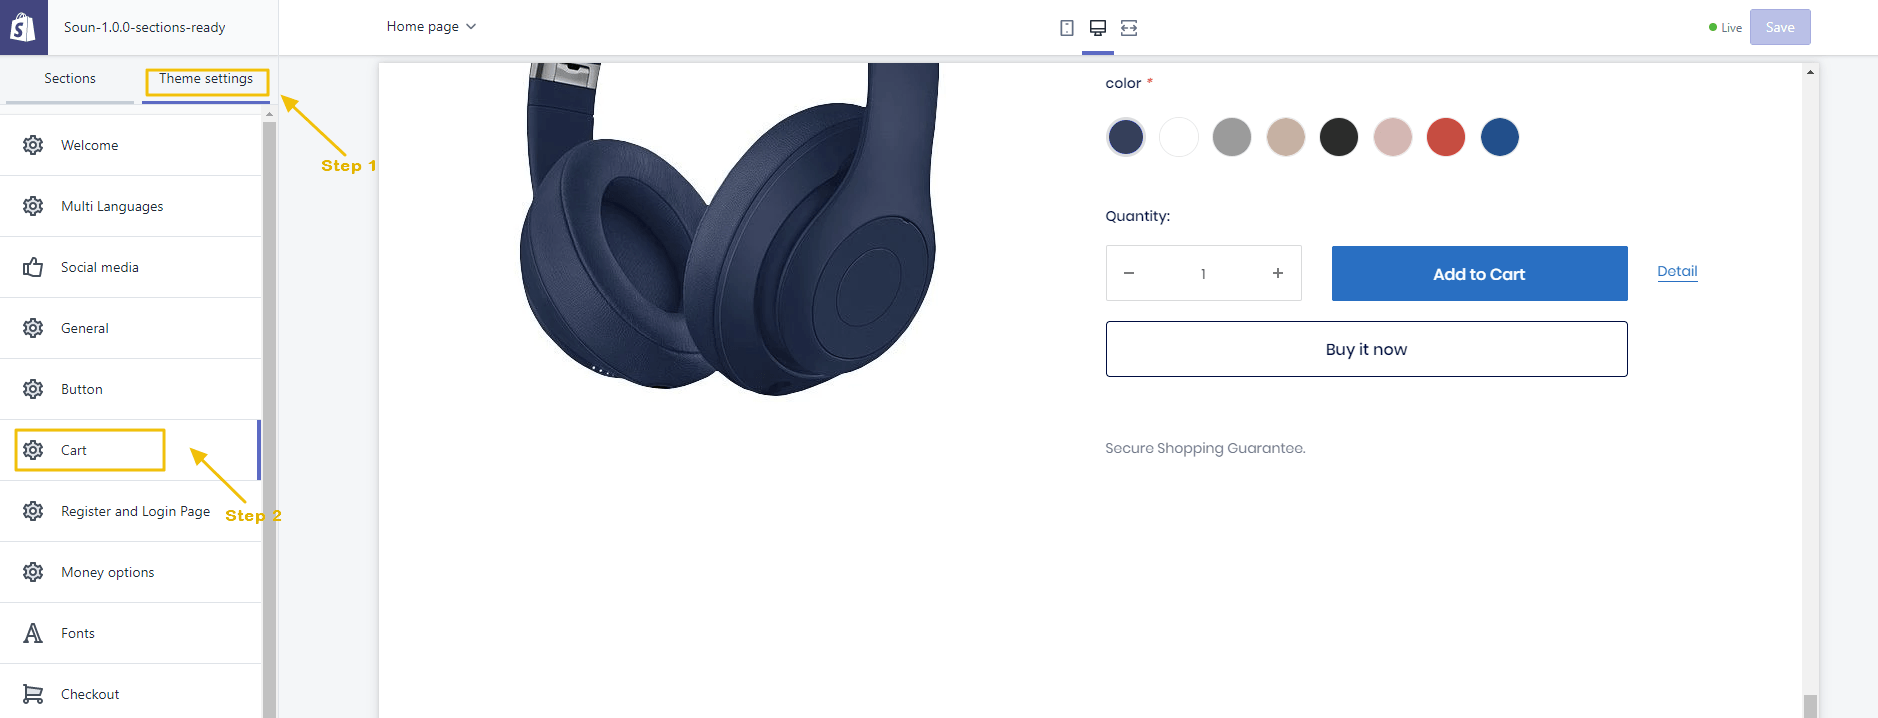 Soun-1.0.0-sections-ready
Home page
Live
Save
Sections
Theme settings
Step 1
Welcome
Multi Languages
Social media
General
Button
Cart
Step 2
Register and Login Page
Money options
Fonts
Checkout
color *
Quantity:
− 1 +
Add to Cart
Detail
Buy it now
Secure Shopping Guarantee.